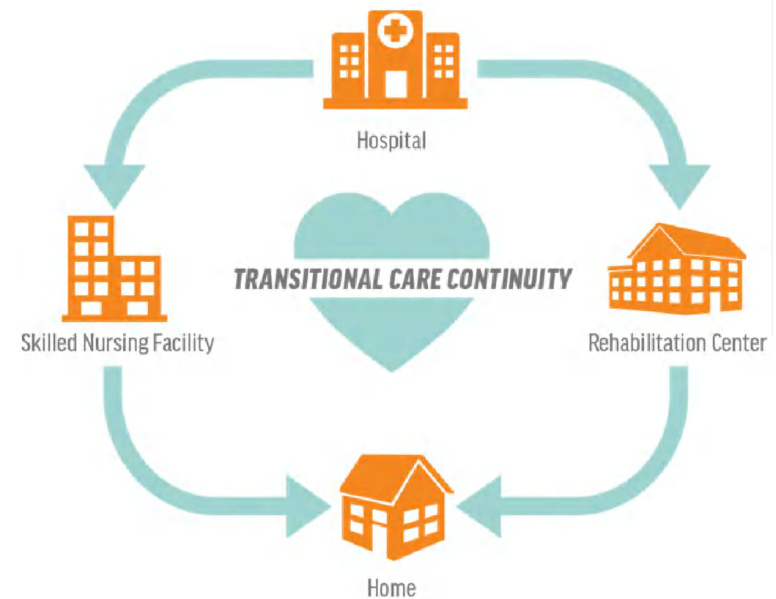 Hospital
TRANSITIONAL CARE CONTINUITY
Skilled Nursing Facility
Rehabilitation Center
Home